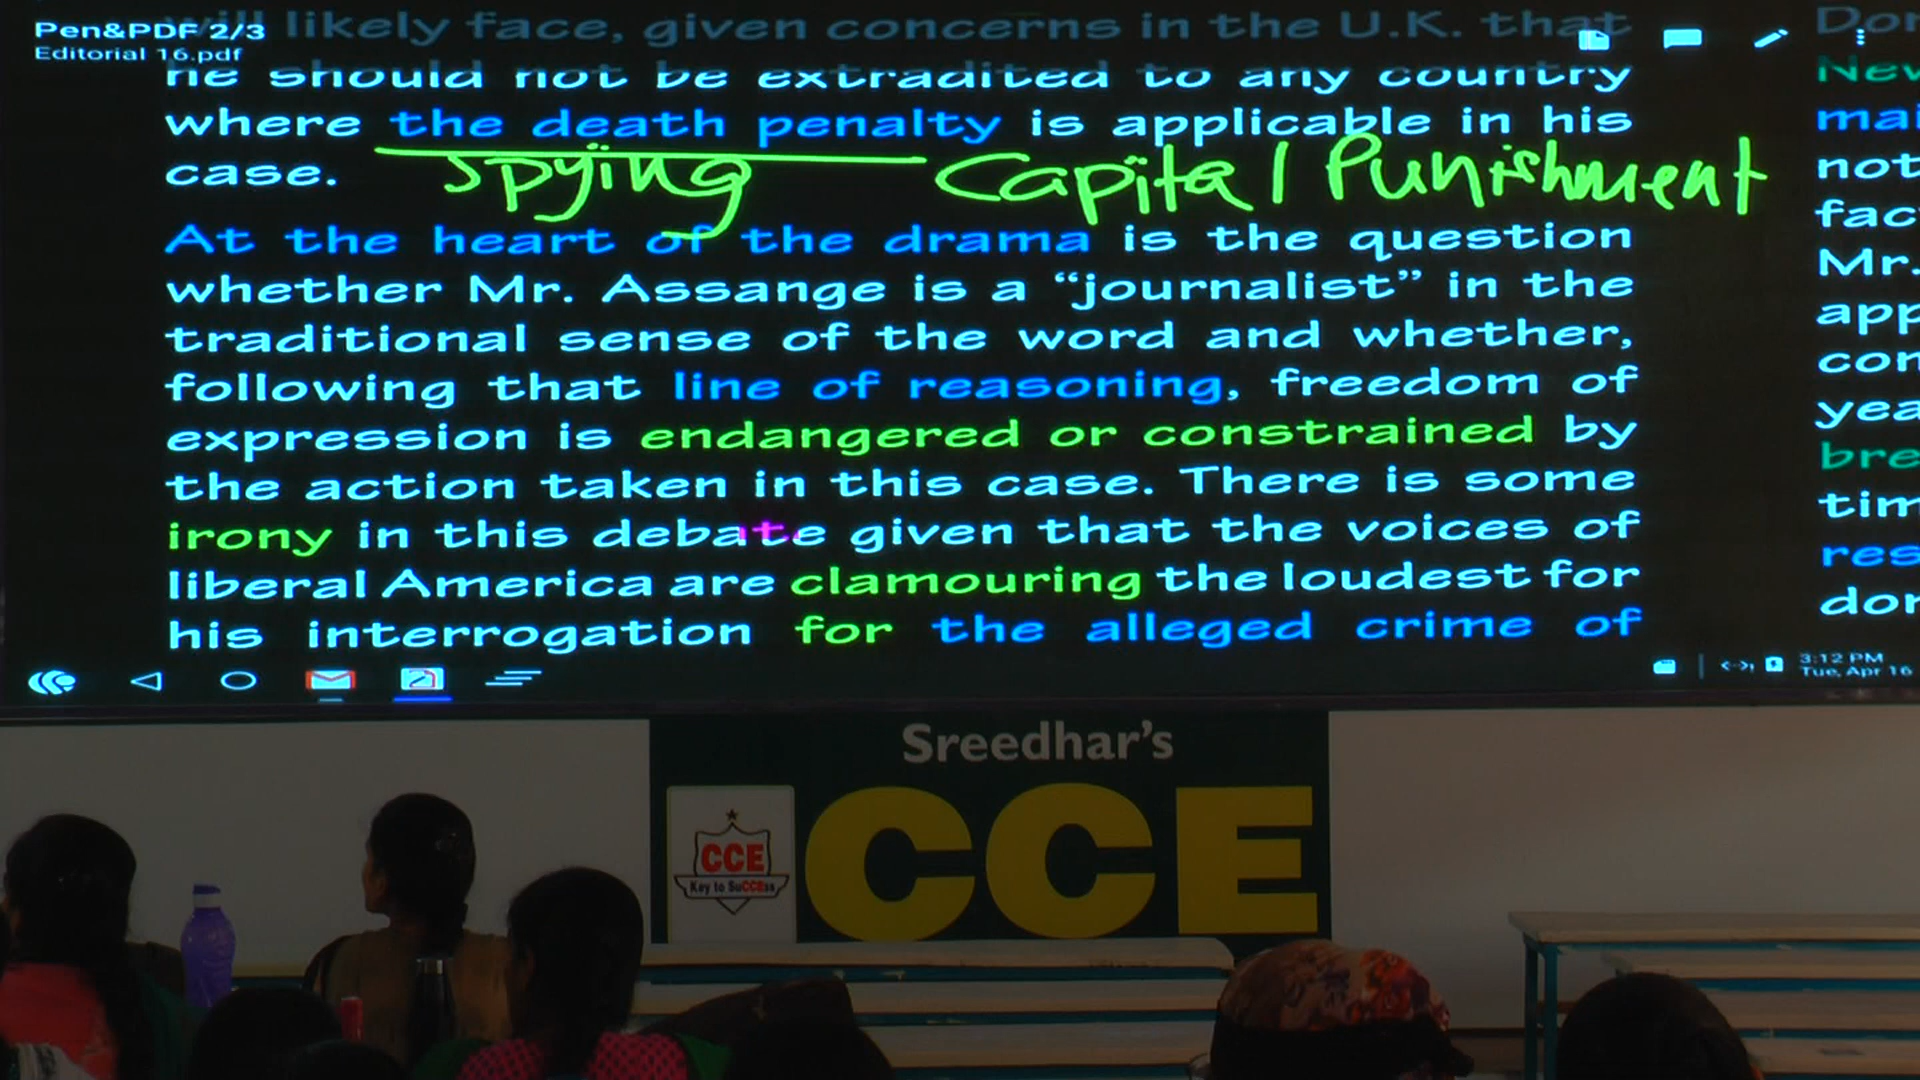 Pen&PDF 2/3
Editorial 16.pdf
will likely face, given concerns in the U.K. that
he should not be extradited to any country
where the death penalty is applicable in his
case.
Spying Capital Punishment
At the heart of the drama is the question
whether Mr. Assange is a “journalist” in the
traditional sense of the word and whether,
following that line of reasoning, freedom of
expression is endangered or constrained by
the action taken in this case. There is some
irony in this debate given that the voices of
liberal America are clamouring the loudest for
his interrogation for the alleged crime of
Mr.
3:12 PM
Tue, Apr 16
Sreedhar's
CCE
CCE
Key to SuCCEss